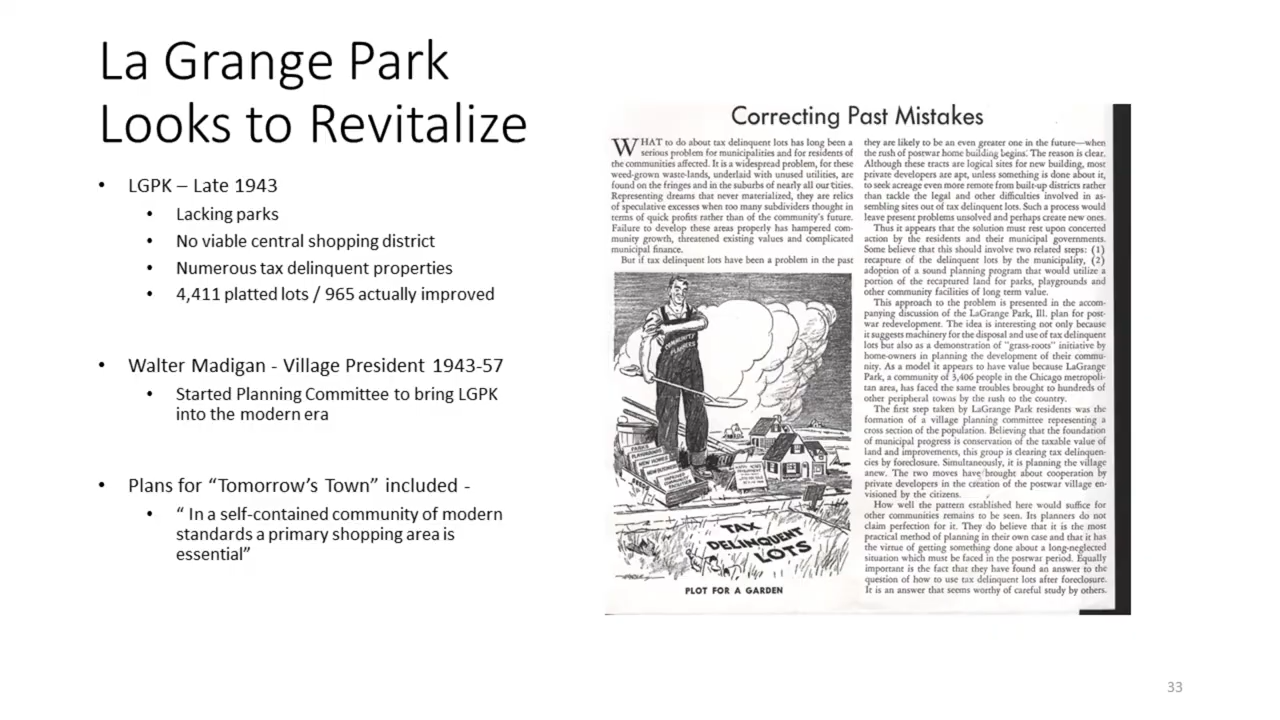 La Grange Park
Looks to Revitalize
• LGPK – Late 1943
• Lacking parks
• No viable central shopping district
• Numerous tax delinquent properties
• 4,411 platted lots / 965 actually improved
• Walter Madigan - Village President 1943-57
• Started Planning Committee to bring LGPK
into the modern era
• Plans for “Tomorrow’s Town” included -
• “ In a self-contained community of modern
standards a primary shopping area is
essential”
Correcting Past Mistakes
WHAT to do about tax delinquent lots has long been a
serious problem for municipalities and for residents of
the communities affected. It is a widespread problem, for these
weed-grown waste-lands, underlaid with unused utilities, are
found on the fringes and in the suburbs of nearly all our cities.
Representing dreams that never materialized, they are relics
of speculative excesses when too many subdividers thought in
terms of quick profits rather than of the community's future.
Failure to develop these areas properly has hampered com-
munity growth, threatened existing values and complicated
municipal finance.
But if tax delinquent lots have been a problem in the past
COMMUNITY
PLANNERS
TAX
DELINQUENT
LOTS
PLOT FOR A GARDEN
they are likely to be an even greater one in the future—when
the rush of postwar home building begins. The reason is clear.
Although these tracts are logical sites for new building, most
private developers are apt, unless something is done about it,
to seek acreage even more remote from built-up districts rather
than tackle the legal and other difficulties involved in as-
sembling sites out of tax delinquent lots. Such a process would
leave present problems unsolved and perhaps create new ones.
Thus it appears that the solution must rest upon concerted
action by the residents and their municipal governments.
Some believe that this should involve two related steps: (1)
recapture of the delinquent lots by the municipality, (2)
adoption of a sound planning program that would utilize a
portion of the recaptured land for parks, playgrounds and
other community facilities of long term value.
This approach to the problem is presented in the accom-
panying discussion of the LaGrange Park, Ill. plan for post-
war redevelopment. The idea is interesting not only because
it suggests machinery for the disposal and use of tax delinquent
lots but also as a demonstration of "grass-roots" initiative by
home-owners in planning the development of their commu-
nity. As a model it appears to have value because LaGrange
Park, a community of 3,406 people in the Chicago metropoli-
tan area, has faced the same troubles brought to hundreds of
other peripheral towns by the rush to the country.
The first step taken by LaGrange Park residents was the
formation of a village planning committee representing a
cross section of the population. Believing that the foundation
of municipal progress is conservation of the taxable value of
land and improvements, this group is clearing tax delinquen-
cies by foreclosure. Simultaneously, it is planning the village
anew. The two moves have brought about cooperation by
private developers in the creation of the postwar village en-
visioned by the citizens.
How well the pattern established here would suffice for
other communities remains to be seen. Its planners do not
claim perfection for it. They do believe that it is the most
practical method of planning in their own case and that it has
the virtue of getting something done about a long-neglected
situation which must be faced in the postwar period. Equally
important is the fact that they have found an answer to the
question of how to use tax delinquent lots after foreclosure.
It is an answer that seems worthy of careful study by others.
33